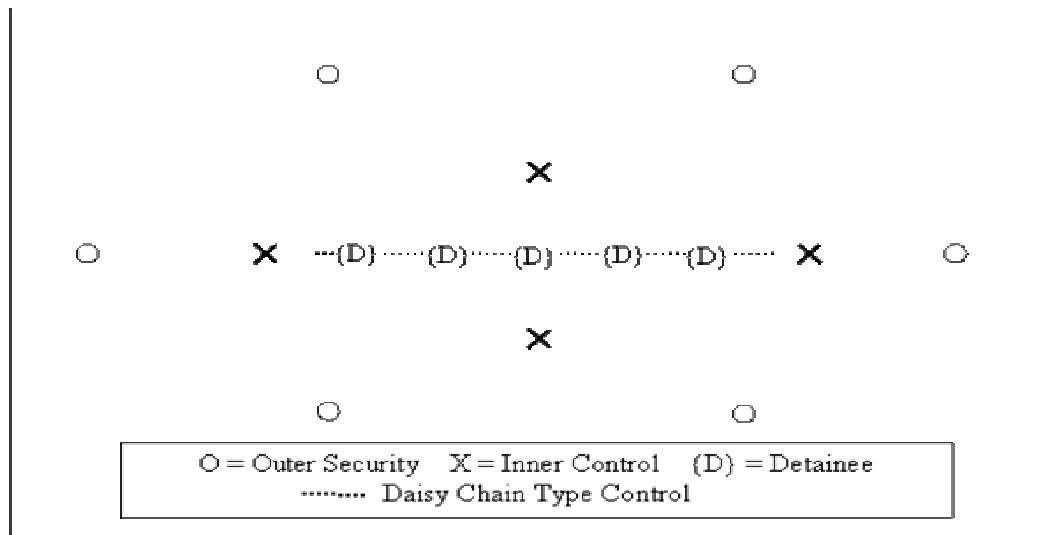 O O
X
O X {D} {D} {D} {D} {D} X O
X
O O
O = Outer Security X = Inner Control {D} = Detainee
Daisy Chain Type Control